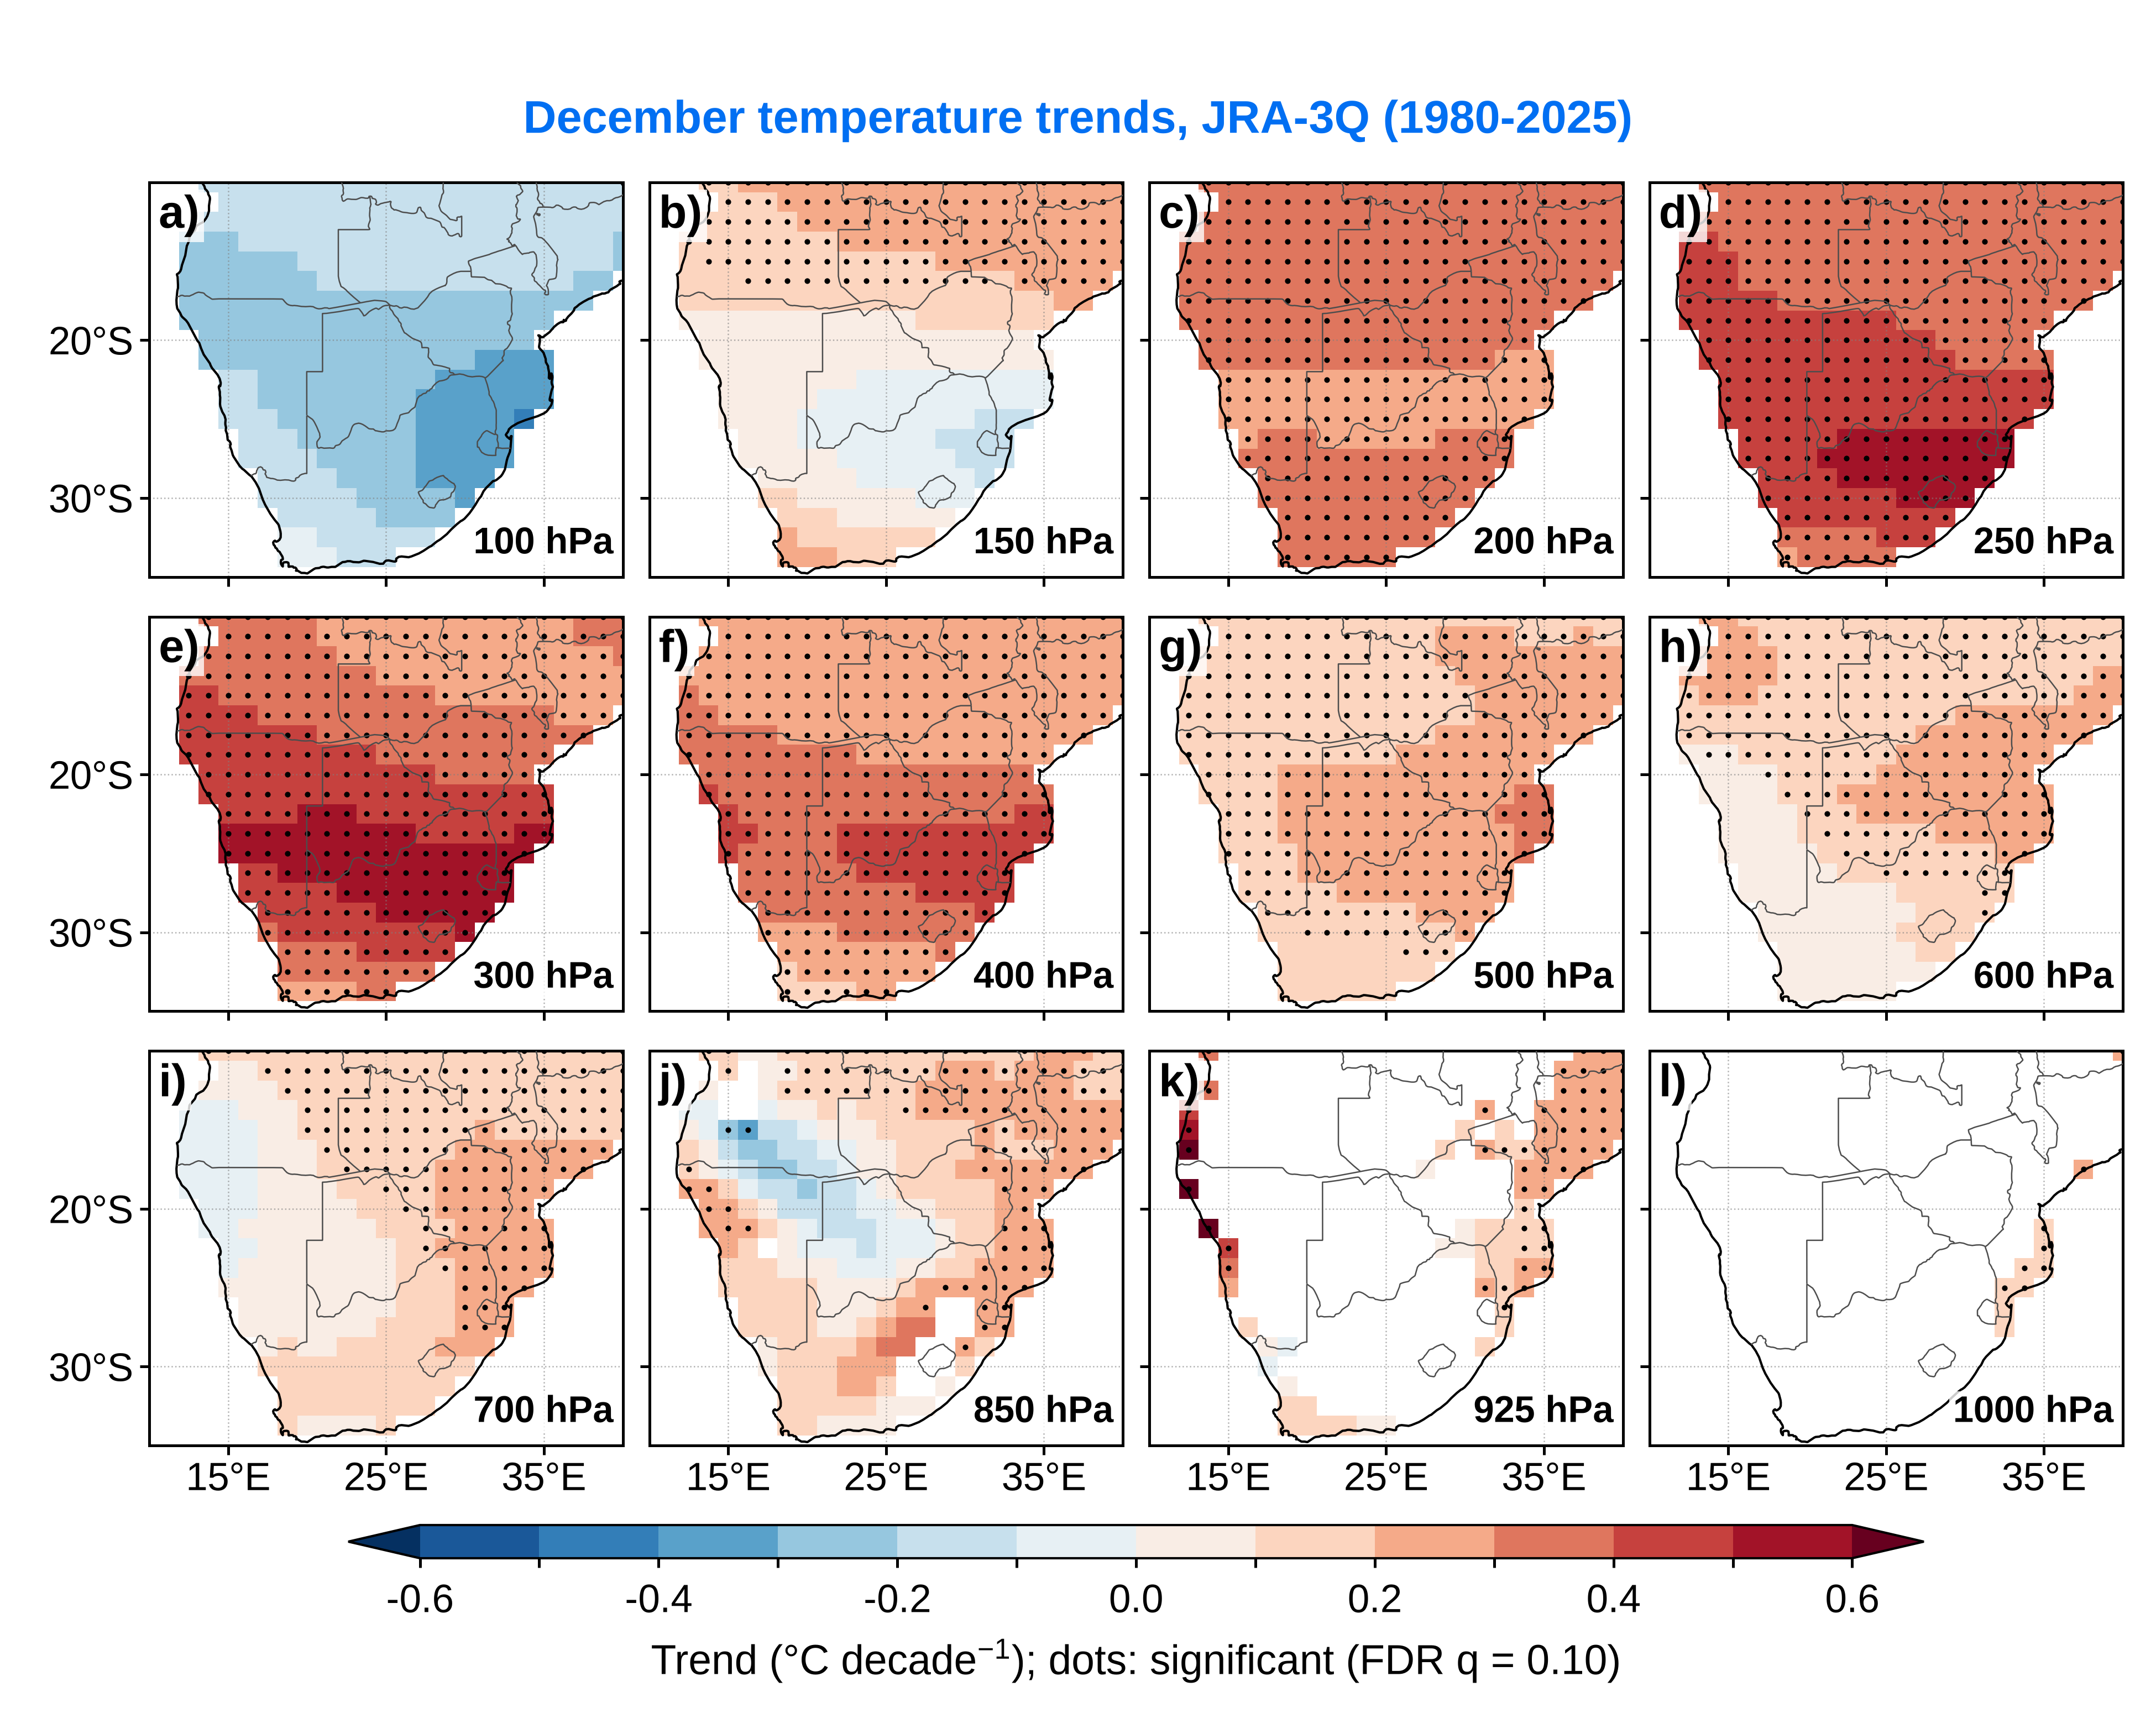 December temperature trends, JRA-3Q (1980-2025)
a) 100 hPa
b) 150 hPa
c) 200 hPa
d) 250 hPa
20°S
30°S
e) 300 hPa
f) 400 hPa
g) 500 hPa
h) 600 hPa
20°S
30°S
i) 700 hPa
j) 850 hPa
k) 925 hPa
l) 1000 hPa
20°S
30°S
15°E 25°E 35°E 15°E 25°E 35°E 15°E 25°E 35°E 15°E 25°E 35°E
-0.6 -0.4 -0.2 0.0 0.2 0.4 0.6
Trend (°C decade⁻¹); dots: significant (FDR q = 0.10)